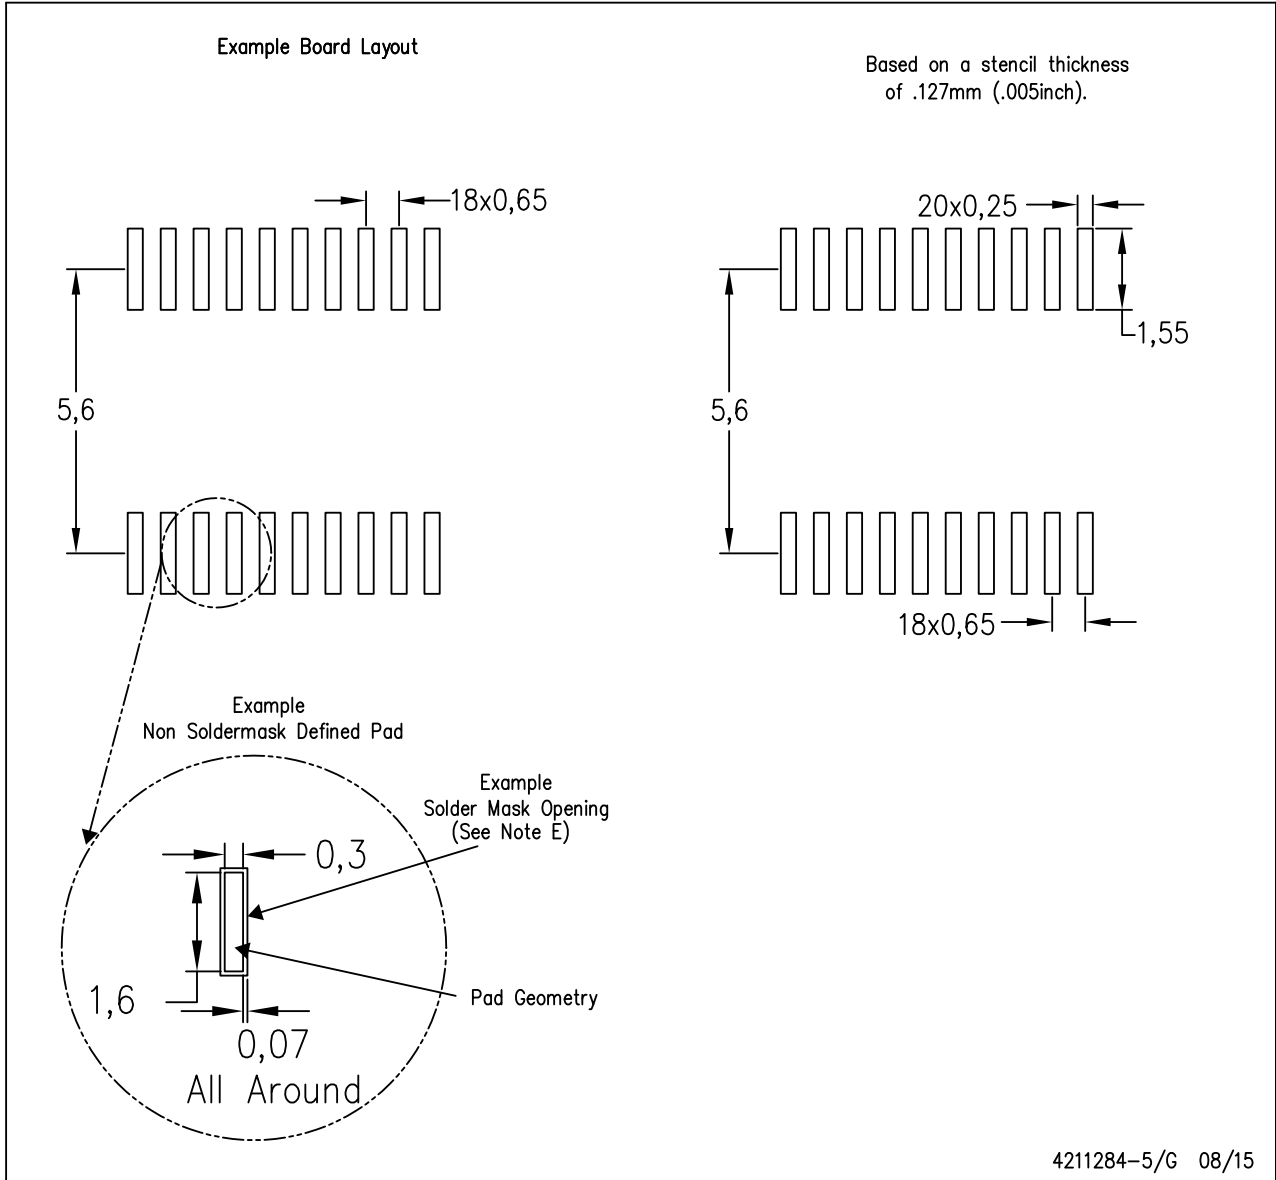 Example Board Layout
Based on a stencil thickness
of .127mm (.005inch).
18x0,65
20x0,25
1,55
5,6
5,6
18x0,65
Example
Non Soldermask Defined Pad
Example
Solder Mask Opening
(See Note E)
0,3
1,6
Pad Geometry
0,07
All Around
4211284-5/G 08/15